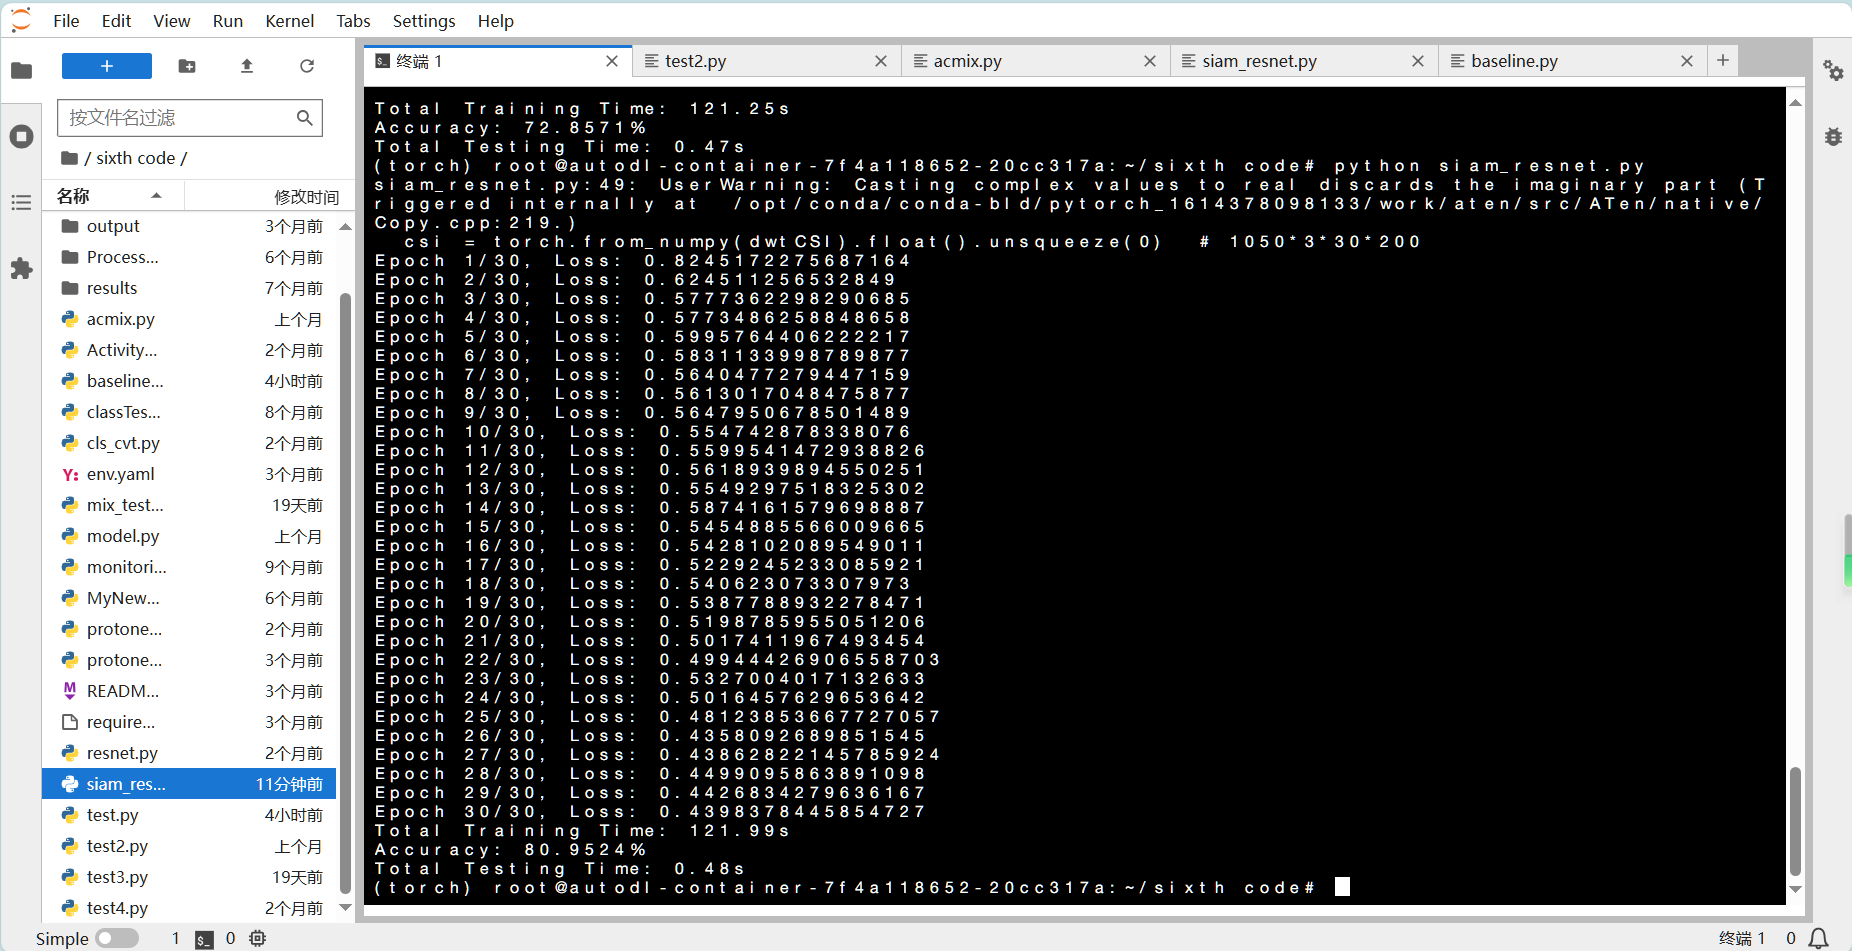 File Edit View Run Kernel Tabs Settings Help
按文件名过滤
/ sixth code /
名称 修改时间
output 3个月前
Process... 6个月前
results 7个月前
acmix.py 上个月
Activity... 2个月前
baseline... 4小时前
classTes... 8个月前
cls_cvt.py 2个月前
env.yaml 3个月前
mix_test... 19天前
model.py 上个月
monitori... 9个月前
MyNew... 6个月前
protone... 2个月前
protone... 3个月前
READM... 3个月前
require... 3个月前
resnet.py 2个月前
siam_res... 11分钟前
test.py 4小时前
test2.py 上个月
test3.py 19天前
test4.py 2个月前
终端 1 test2.py acmix.py siam_resnet.py baseline.py
Total Training Time: 121.25s
Accuracy: 72.8571%
Total Testing Time: 0.47s
(torch) root@autodl-container-7f4a118652-20cc317a:~/sixth code# python siam_resnet.py
siam_resnet.py:49: UserWarning: Casting complex values to real discards the imaginary part (T
riggered internally at  /opt/conda/conda-bld/pytorch_1614378098133/work/aten/src/ATen/native/
Copy.cpp:219.)
  csi = torch.from_numpy(dwtCSI).float().unsqueeze(0)  # 1050*3*30*200
Epoch 1/30, Loss: 0.8245172275687164
Epoch 2/30, Loss: 0.624511256532849
Epoch 3/30, Loss: 0.5777362298290685
Epoch 4/30, Loss: 0.5773486258848658
Epoch 5/30, Loss: 0.5995764406222217
Epoch 6/30, Loss: 0.5831133998789877
Epoch 7/30, Loss: 0.5640477279447159
Epoch 8/30, Loss: 0.5613017048475877
Epoch 9/30, Loss: 0.5647950678501489
Epoch 10/30, Loss: 0.554742878338076
Epoch 11/30, Loss: 0.5599541472938826
Epoch 12/30, Loss: 0.5618939894550251
Epoch 13/30, Loss: 0.5549297518325302
Epoch 14/30, Loss: 0.5874161579698887
Epoch 15/30, Loss: 0.5454885566009665
Epoch 16/30, Loss: 0.5428102089549011
Epoch 17/30, Loss: 0.5229245233085921
Epoch 18/30, Loss: 0.540623073307973
Epoch 19/30, Loss: 0.5387788932278471
Epoch 20/30, Loss: 0.5198785955051206
Epoch 21/30, Loss: 0.5017411967493454
Epoch 22/30, Loss: 0.49944426906558703
Epoch 23/30, Loss: 0.5327004017132633
Epoch 24/30, Loss: 0.5016457629653642
Epoch 25/30, Loss: 0.48123853667727057
Epoch 26/30, Loss: 0.4358092689851545
Epoch 27/30, Loss: 0.43862822145785924
Epoch 28/30, Loss: 0.4499095863891098
Epoch 29/30, Loss: 0.4426834279636167
Epoch 30/30, Loss: 0.4398378445854727
Total Training Time: 121.99s
Accuracy: 80.9524%
Total Testing Time: 0.48s
(torch) root@autodl-container-7f4a118652-20cc317a:~/sixth code#
Simple 1 0 终端 1 0